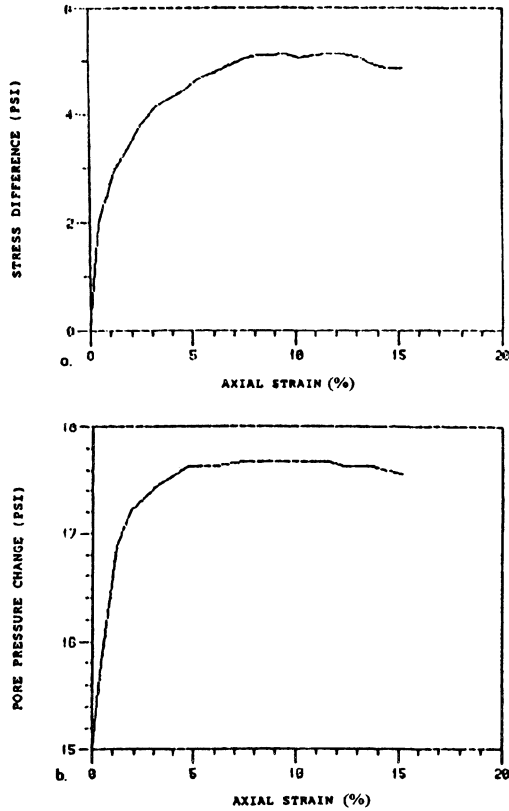 6
STRESS DIFFERENCE (PSI)
4
2
0
0 5 10 15 20
a.
AXIAL STRAIN (%)
18
PORE PRESSURE CHANGE (PSI)
17
16
15
0 5 10 15 20
b.
AXIAL STRAIN (%)